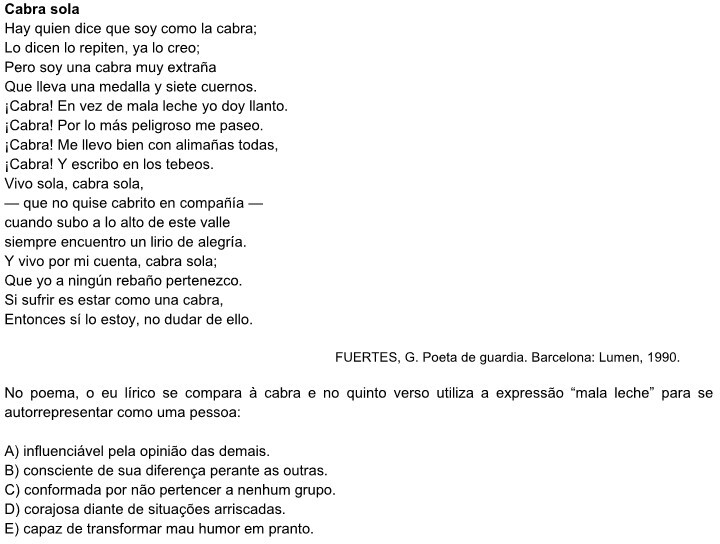 Cabra sola
Hay quien dice que soy como la cabra;
Lo dicen lo repiten, ya lo creo;
Pero soy una cabra muy extraña
Que lleva una medalla y siete cuernos.
¡Cabra! En vez de mala leche yo doy llanto.
¡Cabra! Por lo más peligroso me paseo.
¡Cabra! Me llevo bien con alimañas todas,
¡Cabra! Y escribo en los tebeos.
Vivo sola, cabra sola,
— que no quise cabrito en compañía —
cuando subo a lo alto de este valle
siempre encuentro un lirio de alegría.
Y vivo por mi cuenta, cabra sola;
Que yo a ningún rebaño pertenezco.
Si sufrir es estar como una cabra,
Entonces sí lo estoy, no dudar de ello.
FUERTES, G. Poeta de guardia. Barcelona: Lumen, 1990.
No poema, o eu lírico se compara à cabra e no quinto verso utiliza a expressão “mala leche” para se
autorrepresentar como uma pessoa:
A) influenciável pela opinião das demais.
B) consciente de sua diferença perante as outras.
C) conformada por não pertencer a nenhum grupo.
D) corajosa diante de situações arriscadas.
E) capaz de transformar mau humor em pranto.